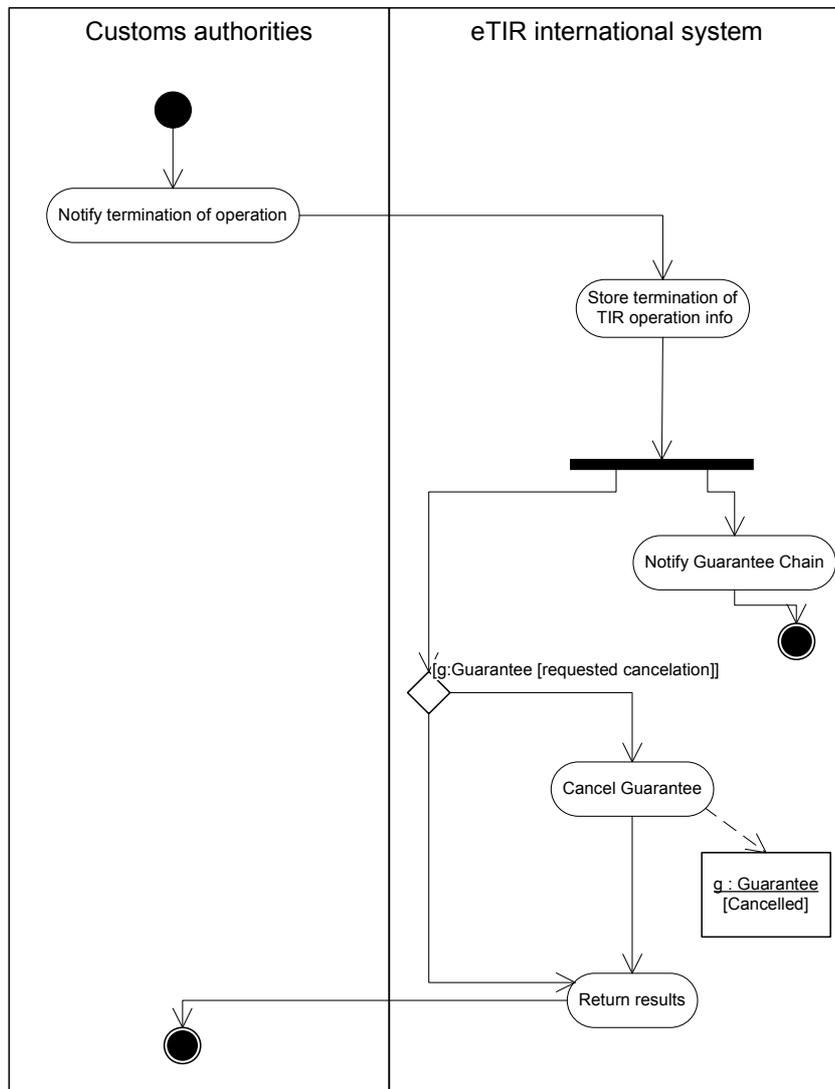 Customs authorities
eTIR international system
Notify termination of operation
Store termination of
TIR operation info
Notify Guarantee Chain
[g:Guarantee [requested cancelation]]
Cancel Guarantee
g : Guarantee
[Cancelled]
Return results